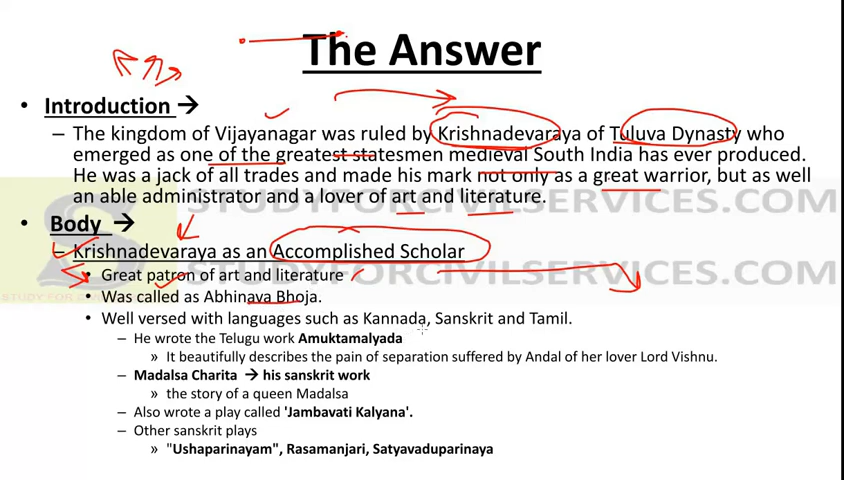 The Answer
• Introduction →
– The kingdom of Vijayanagar was ruled by Krishnadevaraya of Tuluva Dynasty who
emerged as one of the greatest statesmen medieval South India has ever produced.
He was a jack of all trades and made his mark not only as a great warrior, but as well
an able administrator and a lover of art and literature.
STUDYFORCIVILSERVICES.COM
• Body →
– Krishnadevaraya as an Accomplished Scholar
• Great patron of art and literature
STUDYFORCIVILSERVICES.COM
• Was called as Abhinava Bhoja.
• Well versed with languages such as Kannada, Sanskrit and Tamil.
– He wrote the Telugu work Amuktamalyada
» It beautifully describes the pain of separation suffered by Andal of her lover Lord Vishnu.
– Madalsa Charita → his sanskrit work
» the story of a queen Madalsa
– Also wrote a play called 'Jambavati Kalyana'.
– Other sanskrit plays
» "Ushaparinayam", Rasamanjari, Satyavaduparinaya